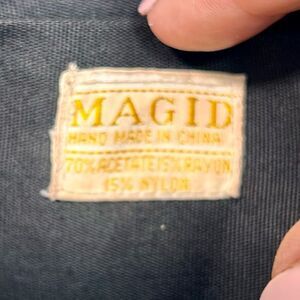 MAGID
HAND MADE IN CHINA
70% ACETATE 15% RAYON
15% NYLON